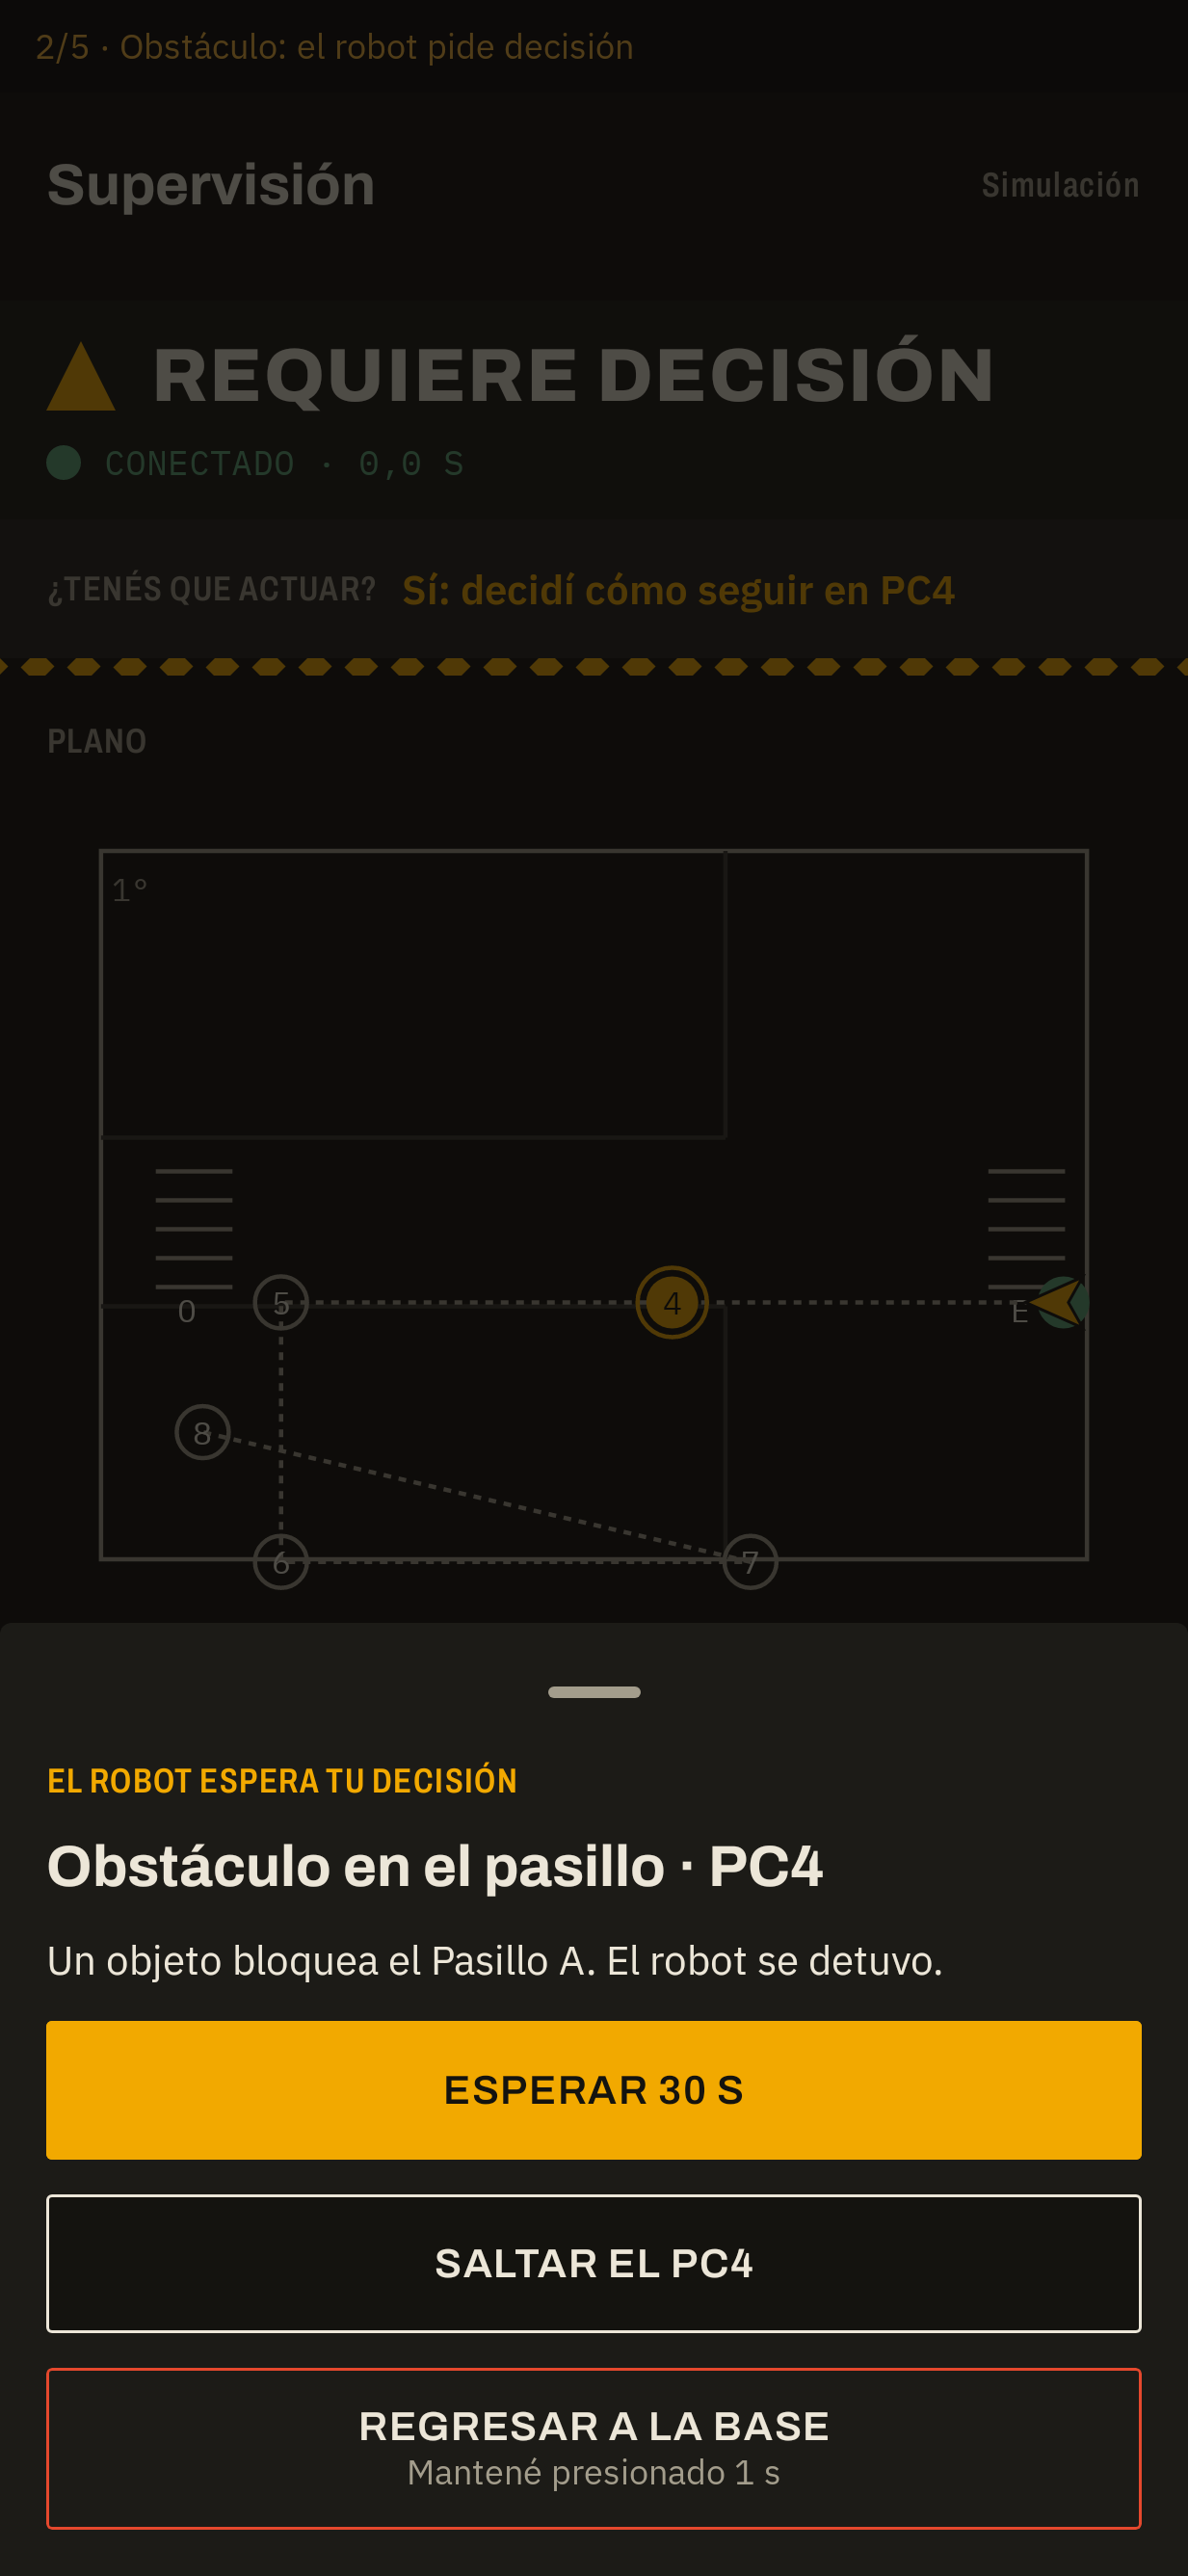 2/5 · Obstáculo: el robot pide decisión
Supervisión
Simulación
REQUIERE DECISIÓN
CONECTADO · 0,0 S
¿TENÉS QUE ACTUAR? Sí: decidí cómo seguir en PC4
PLANO
1°
O
5
4
E
8
6
7
EL ROBOT ESPERA TU DECISIÓN
Obstáculo en el pasillo · PC4
Un objeto bloquea el Pasillo A. El robot se detuvo.
ESPERAR 30 S
SALTAR EL PC4
REGRESAR A LA BASE
Mantené presionado 1 s